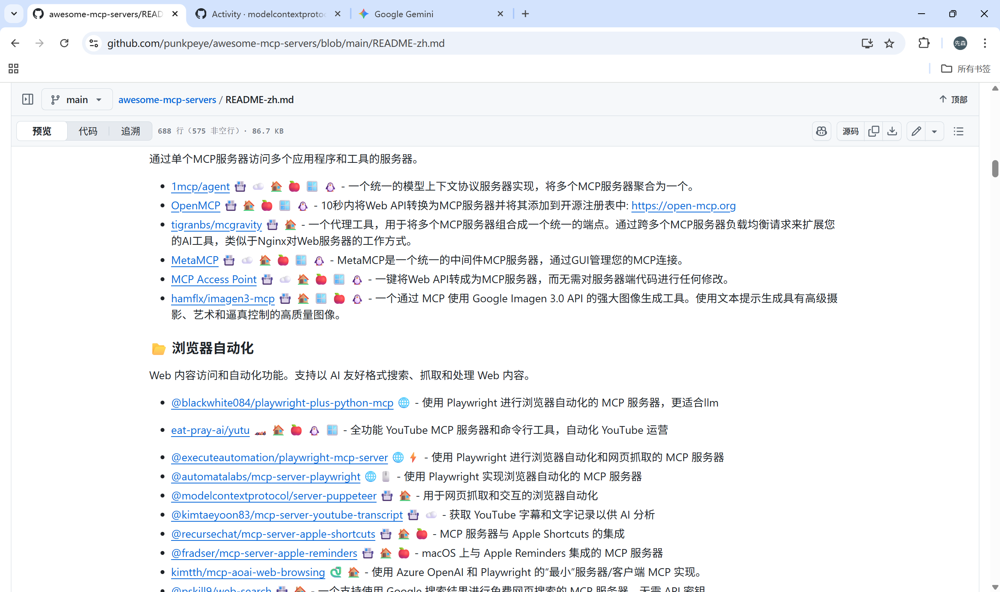 awesome-mcp-servers/READ
Activity · modelcontextproto
Google Gemini
github.com/punkpeye/awesome-mcp-servers/blob/main/README-zh.md
先森
所有书签
main
awesome-mcp-servers / README-zh.md
顶部
预览 代码 追溯 688 行（575 非空行）· 86.7 KB
源码
通过单个MCP服务器访问多个应用程序和工具的服务器。
1mcp/agent - 一个统一的模型上下文协议服务器实现，将多个MCP服务器聚合为一个。
OpenMCP - 10秒内将Web API转换为MCP服务器并将其添加到开源注册表中: https://open-mcp.org
tigranbs/mcgravity - 一个代理工具，用于将多个MCP服务器组合成一个统一的端点。通过跨多个MCP服务器负载均衡请求来扩展您
的AI工具，类似于Nginx对Web服务器的工作方式。
MetaMCP - MetaMCP是一个统一的中间件MCP服务器，通过GUI管理您的MCP连接。
MCP Access Point - 一键将Web API转成为MCP服务器，而无需对服务器端代码进行任何修改。
hamflx/imagen3-mcp - 一个通过 MCP 使用 Google Imagen 3.0 API 的强大图像生成工具。使用文本提示生成具有高级摄
影、艺术和逼真控制的高质量图像。
浏览器自动化
Web 内容访问和自动化功能。支持以 AI 友好格式搜索、抓取和处理 Web 内容。
@blackwhite084/playwright-plus-python-mcp - 使用 Playwright 进行浏览器自动化的 MCP 服务器，更适合llm
eat-pray-ai/yutu - 全功能 YouTube MCP 服务器和命令行工具，自动化 YouTube 运营
@executeautomation/playwright-mcp-server - 使用 Playwright 进行浏览器自动化和网页抓取的 MCP 服务器
@automatalabs/mcp-server-playwright - 使用 Playwright 实现浏览器自动化的 MCP 服务器
@modelcontextprotocol/server-puppeteer - 用于网页抓取和交互的浏览器自动化
@kimtaeyoon83/mcp-server-youtube-transcript - 获取 YouTube 字幕和文字记录以供 AI 分析
@recursechat/mcp-server-apple-shortcuts - MCP 服务器与 Apple Shortcuts 的集成
@fradser/mcp-server-apple-reminders - macOS 上与 Apple Reminders 集成的 MCP 服务器
kimtth/mcp-aoai-web-browsing - 使用 Azure OpenAI 和 Playwright 的“最小”服务器/客户端 MCP 实现。
@pskill9/web-search - 一个支持使用 Google 搜索结果进行免费网页搜索的 MCP 服务器，无需 API 密钥